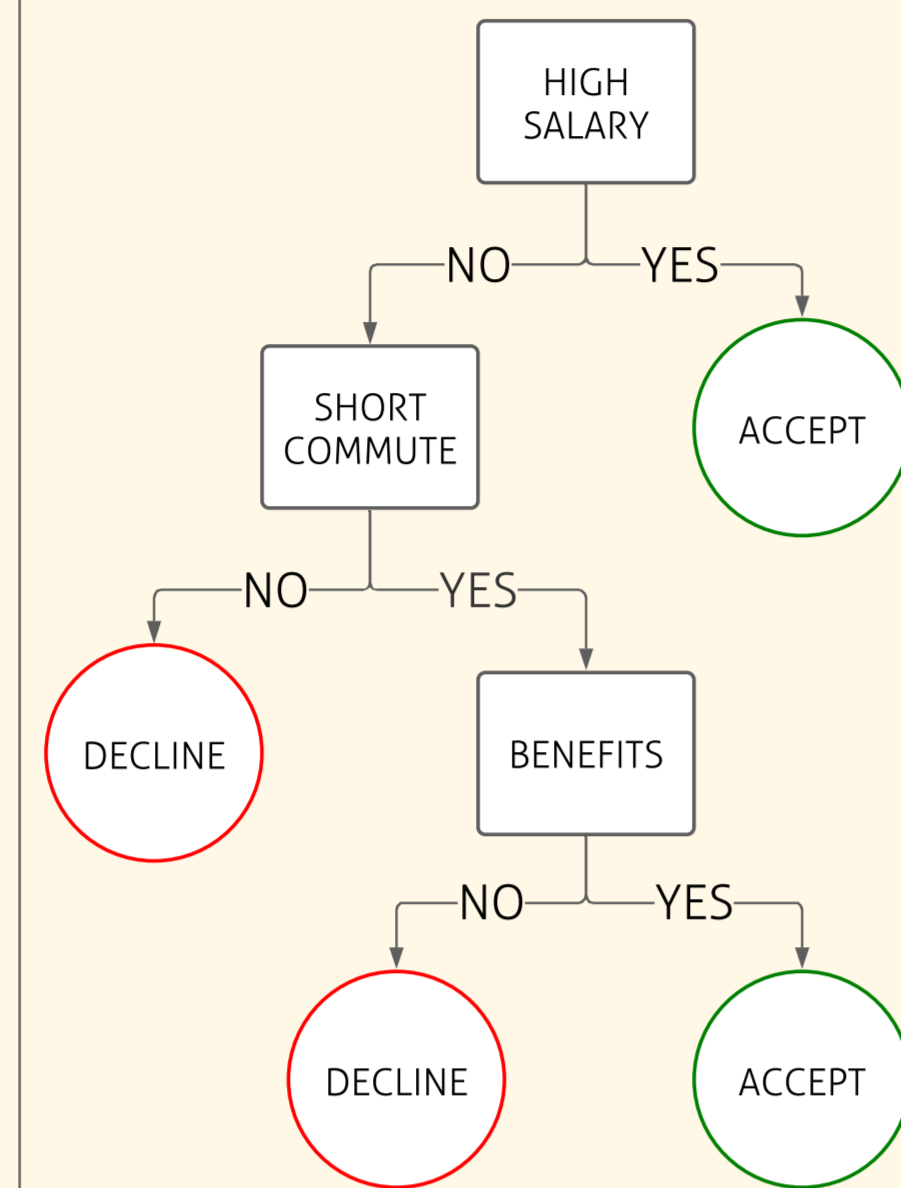 HIGH
SALARY
NO
YES
SHORT
COMMUTE
ACCEPT
NO
YES
DECLINE
BENEFITS
NO
YES
DECLINE
ACCEPT